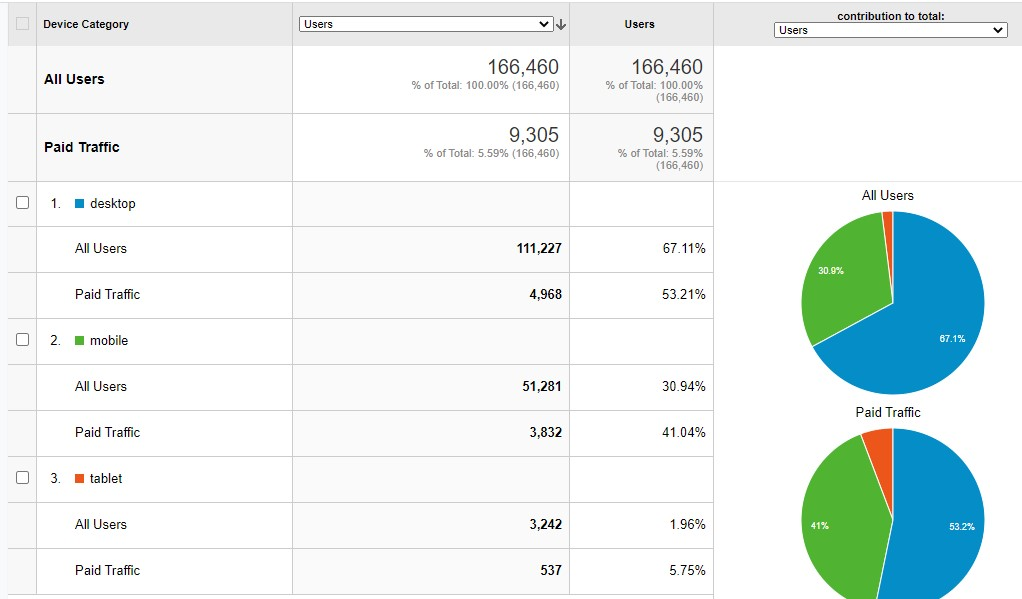 Device Category
Users
Users
contribution to total:
Users
All Users
166,460
% of Total: 100.00% (166,460)
166,460
% of Total: 100.00%
(166,460)
Paid Traffic
9,305
% of Total: 5.59% (166,460)
9,305
% of Total: 5.59%
(166,460)
1. desktop
All Users 111,227 67.11%
Paid Traffic 4,968 53.21%
2. mobile
All Users 51,281 30.94%
Paid Traffic 3,832 41.04%
3. tablet
All Users 3,242 1.96%
Paid Traffic 537 5.75%
All Users
30.9%
67.1%
Paid Traffic
41%
53.2%